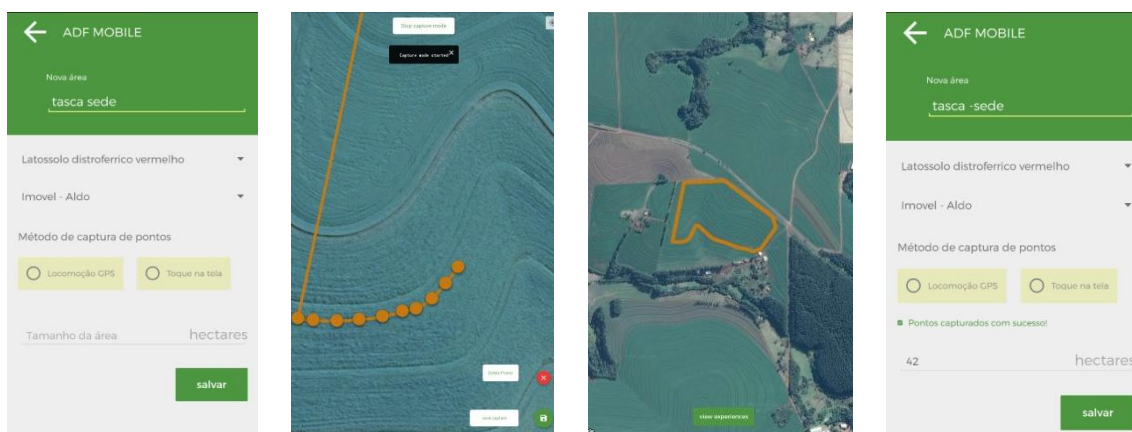 ADF MOBILE
Nova área
tasca sede
Latossolo distroferrico vermelho
Imovel - Aldo
Método de captura de pontos
Locomoção GPS
Toque na tela
Tamanho da área
hectares
salvar
Stop capture mode
Capture mode started
view experiences
ADF MOBILE
Nova área
tasca -sede
Latossolo distroferrico vermelho
Imovel - Aldo
Método de captura de pontos
Locomoção GPS
Toque na tela
Pontos capturados com sucesso!
42
hectares
salvar